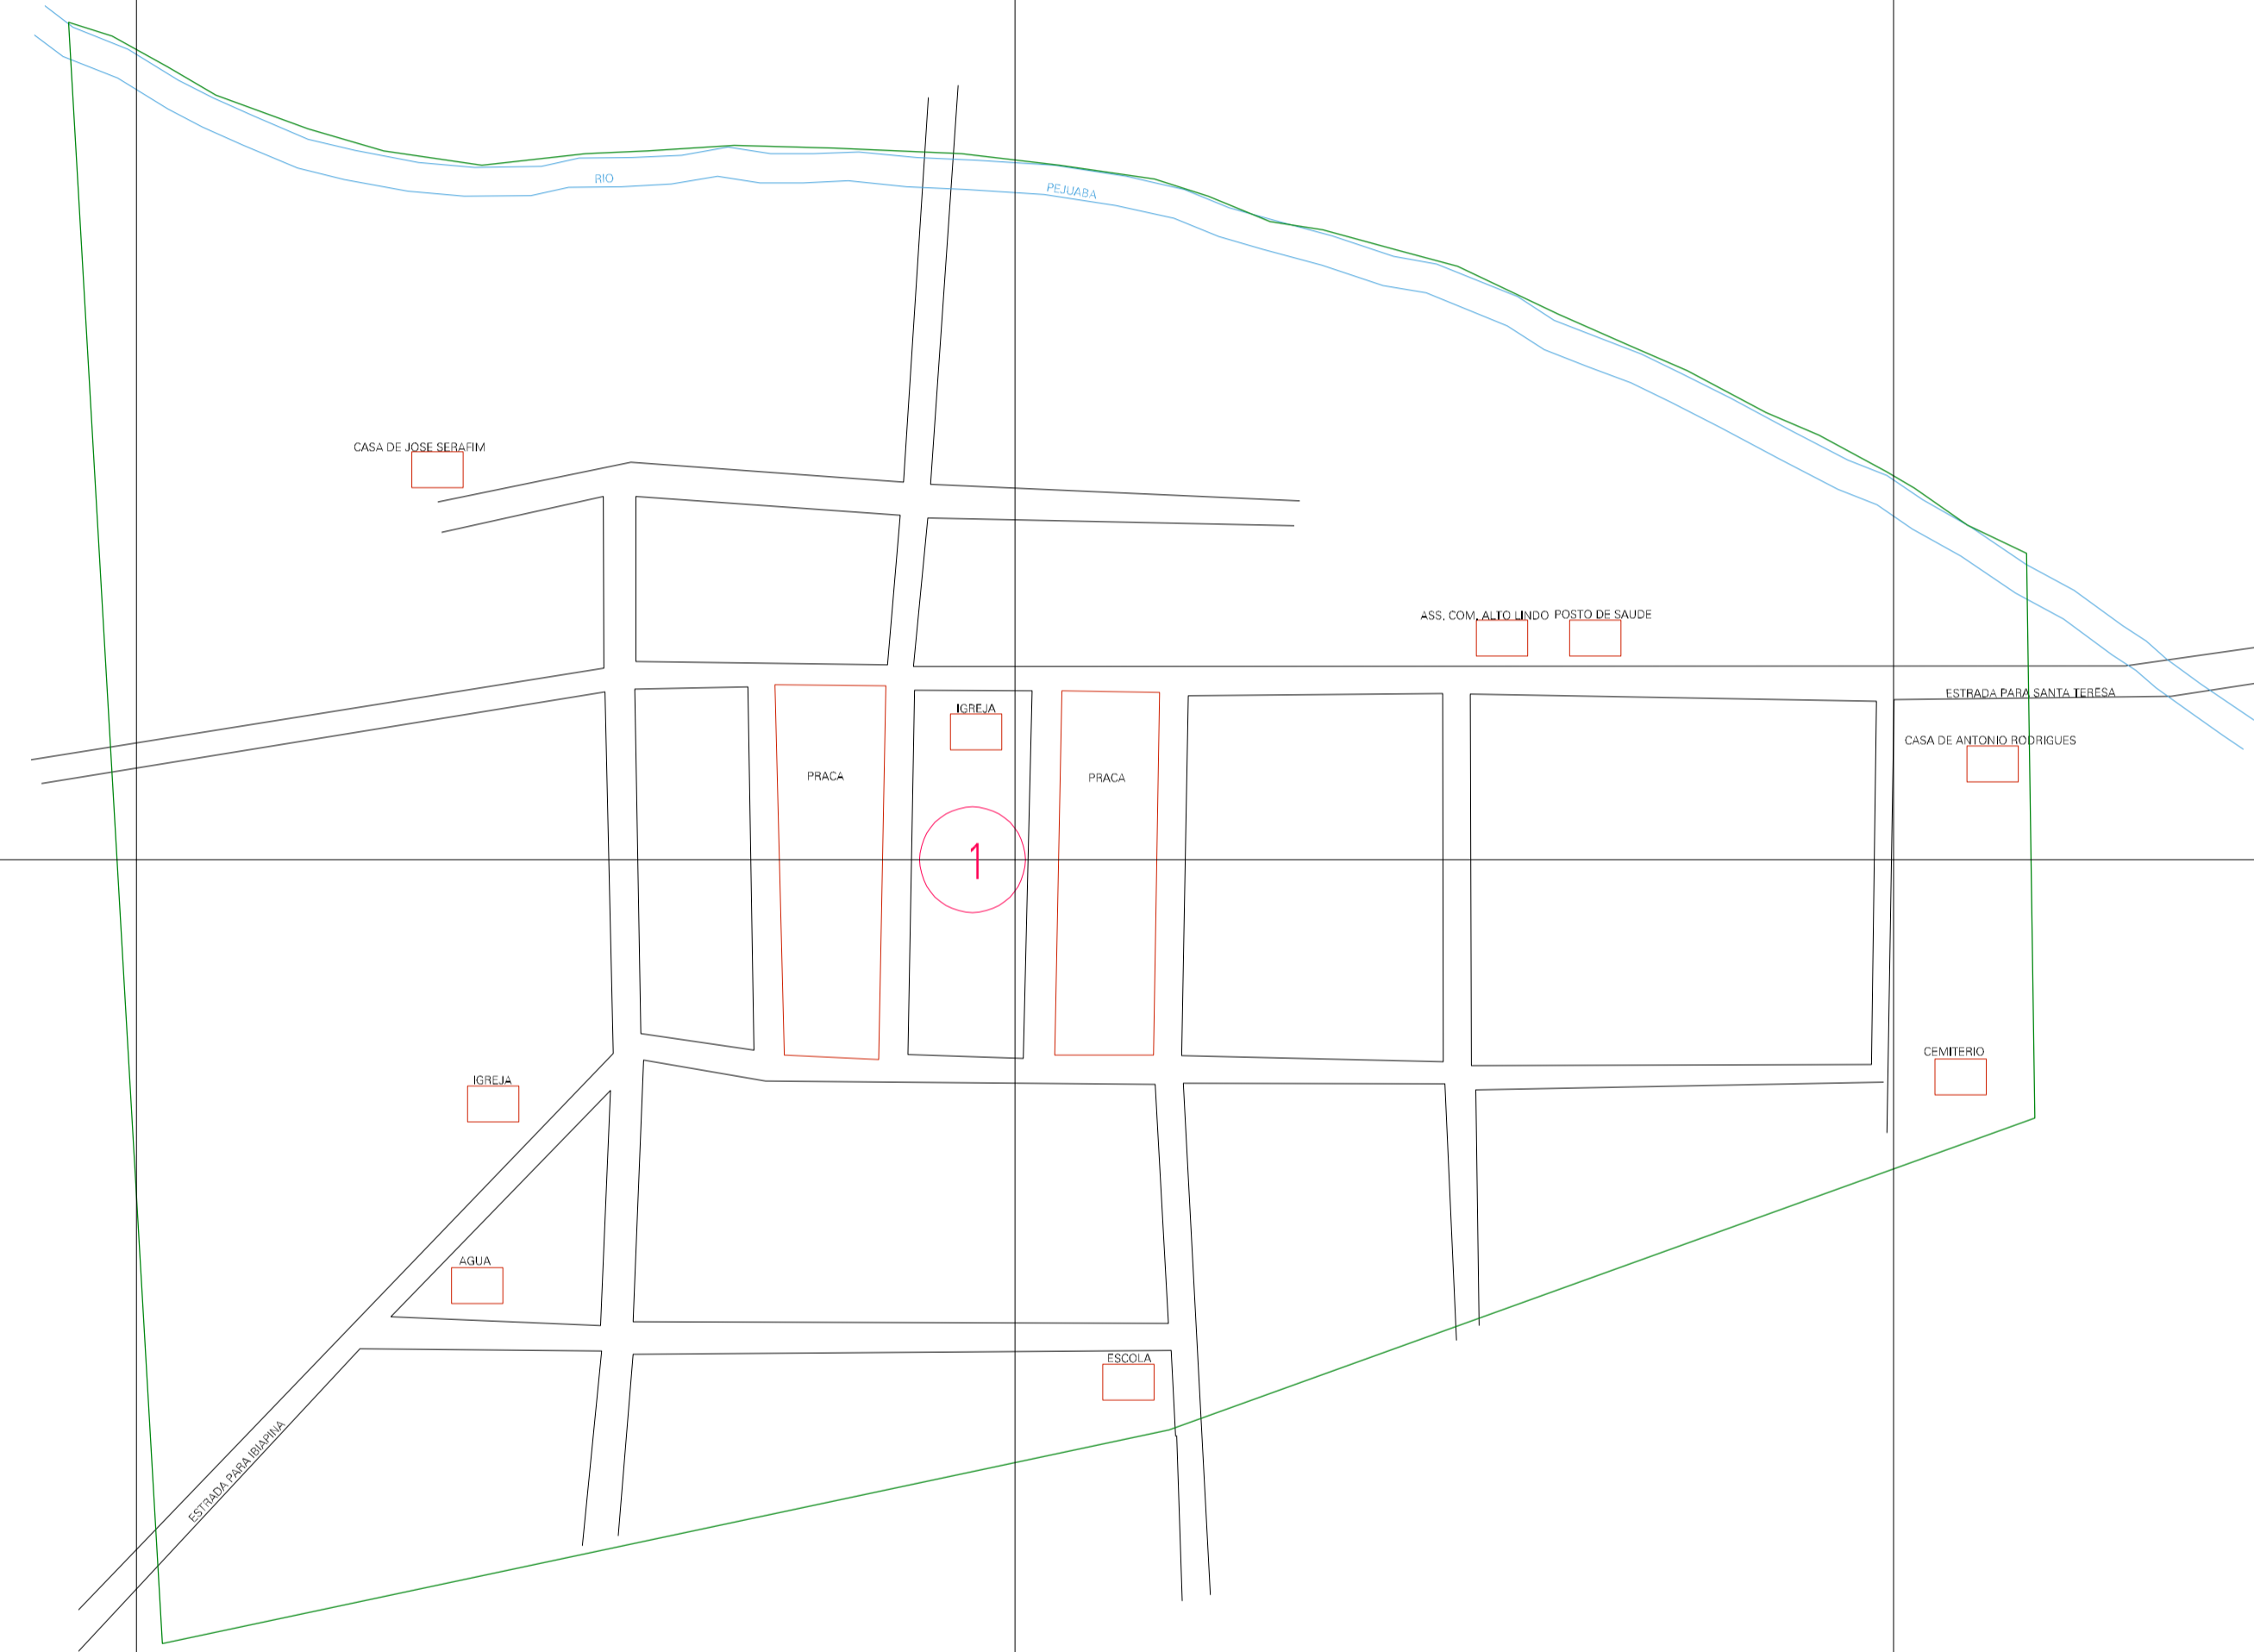 RIO
PEJUABA
CASA DE JOSE SERAFIM
ASS. COM. ALTO LINDO
POSTO DE SAUDE
ESTRADA PARA SANTA TERESA
IGREJA
CASA DE ANTONIO RODRIGUES
PRACA
PRACA
1
CEMITERIO
IGREJA
AGUA
ESCOLA
ESTRADA PARA IBIAPINA